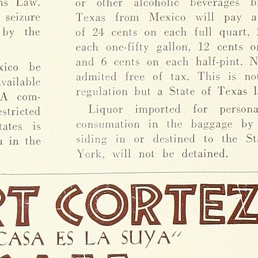 ns Law.
seizure
by the
xico be
available
A com-
estricted
tates is
a in the
or other alcoholic beverages b
Texas from Mexico will pay a
of 24 cents on each full quart,
each one-fifty gallon, 12 cents o
and 6 cents on each half-pint. N
admited free of tax. This is no
regulation but a State of Texas l
Liquor imported for persona
consumation in the baggage by
siding in or destined to the St
York, will not be detained.
RT CORTEZ
CASA ES LA SUYA"